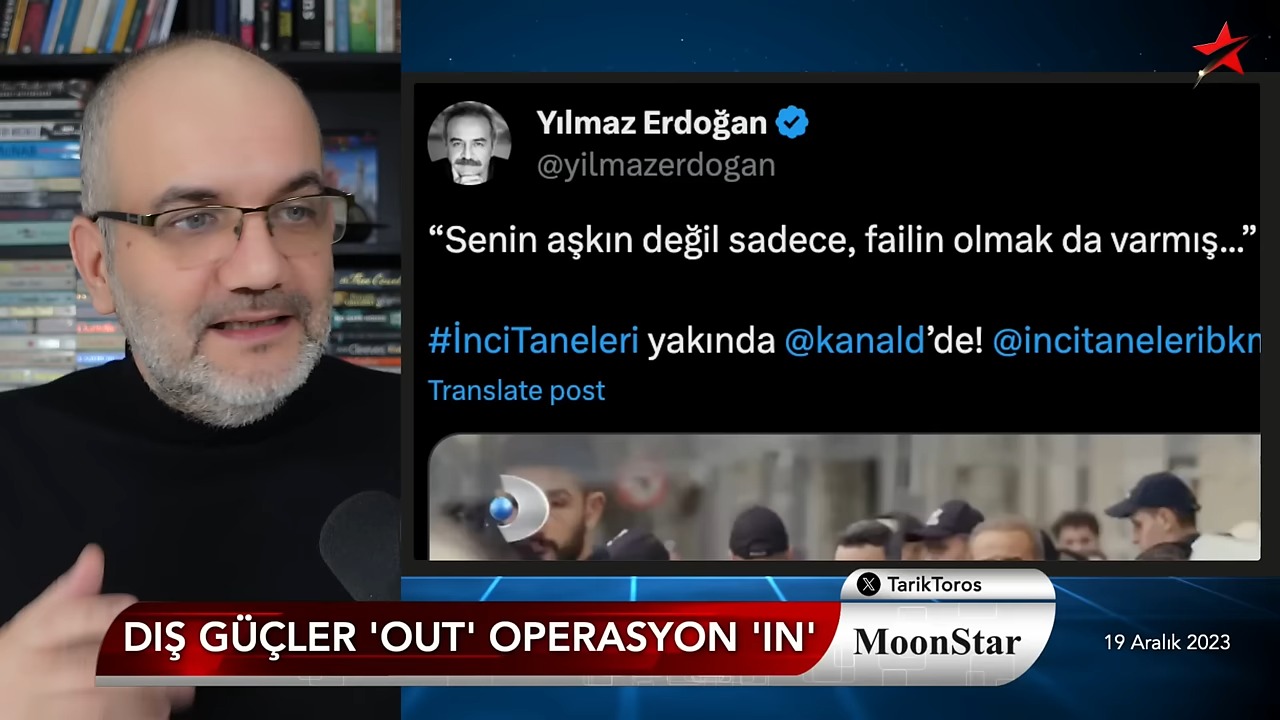 Yılmaz Erdoğan
@yilmazerdogan
“Senin aşkın değil sadece, failin olmak da varmış...”
#İnciTaneleri yakında @kanald’de! @incitaneleribkm
Translate post
TarikToros
DIŞ GÜÇLER 'OUT' OPERASYON 'IN'
MoonStar
19 Aralık 2023